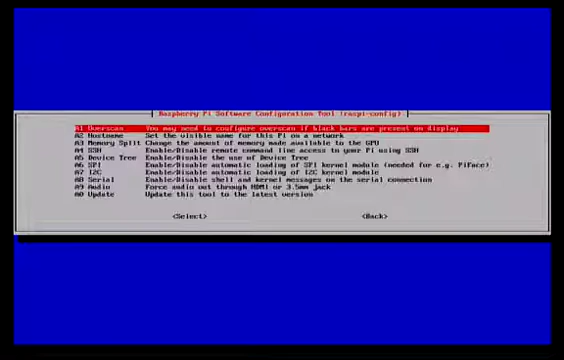 Raspberry Pi Software Configuration Tool (raspi-config)
A1 Overscan You may need to configure overscan if black bars are present on display
A2 Hostname Set the visible name for this Pi on a network
A3 Memory Split Change the amount of memory made available to the GPU
A4 SSH Enable/Disable remote command line access to your Pi using SSH
A5 Device Tree Enable/Disable the use of Device Tree
A6 SPI Enable/Disable automatic loading of SPI kernel module (needed for e.g. PiFace)
A7 I2C Enable/Disable automatic loading of I2C kernel module
A8 Serial Enable/Disable shell and kernel messages on the serial connection
A9 Audio Force audio out through HDMI or 3.5mm jack
A0 Update Update this tool to the latest version
<Select> <Back>